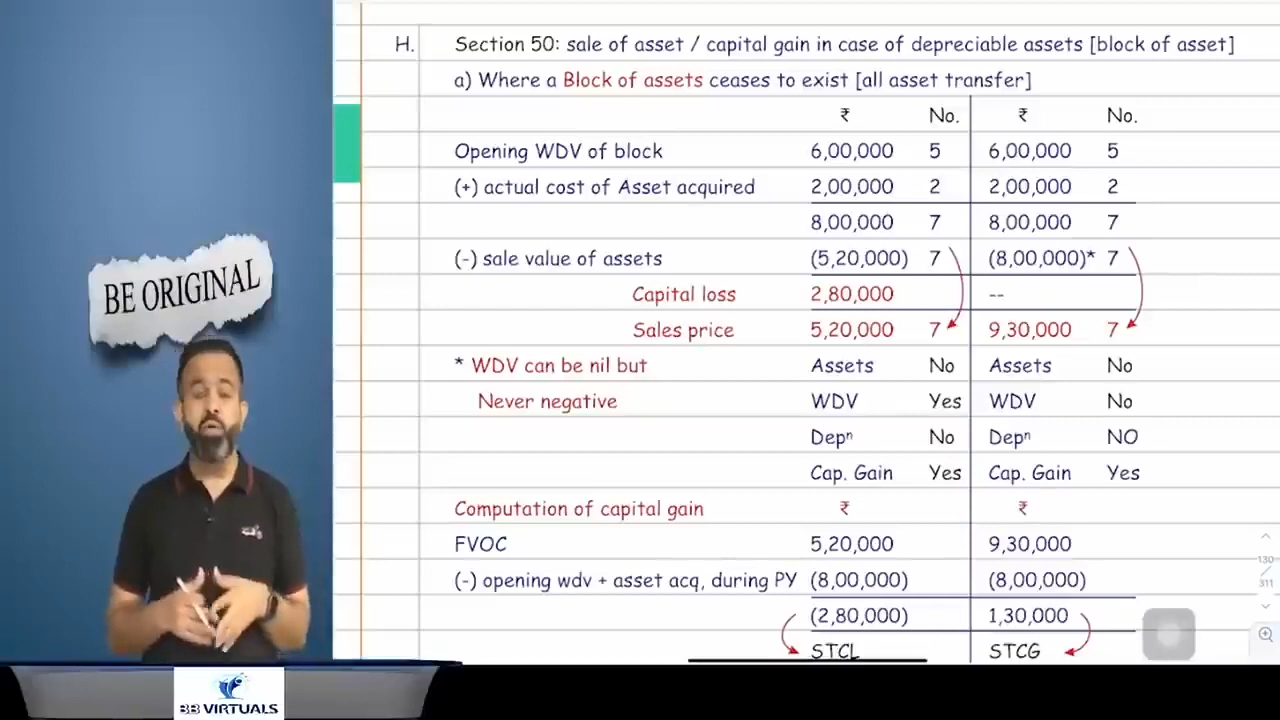 BE ORIGINAL
BB VIRTUALS
H. Section 50: sale of asset / capital gain in case of depreciable assets [block of asset]
a) Where a Block of assets ceases to exist [all asset transfer]
₹ No. ₹ No.
Opening WDV of block 6,00,000 5 6,00,000 5
(+) actual cost of Asset acquired 2,00,000 2 2,00,000 2
8,00,000 7 8,00,000 7
(-) sale value of assets (5,20,000) 7 (8,00,000)* 7
Capital loss 2,80,000 --
Sales price 5,20,000 7 9,30,000 7
* WDV can be nil but Assets No Assets No
Never negative WDV Yes WDV No
Depⁿ No Depⁿ NO
Cap. Gain Yes Cap. Gain Yes
Computation of capital gain ₹ ₹
FVOC 5,20,000 9,30,000
(-) opening wdv + asset acq, during PY (8,00,000) (8,00,000)
(2,80,000) 1,30,000
STCL STCG
130
311